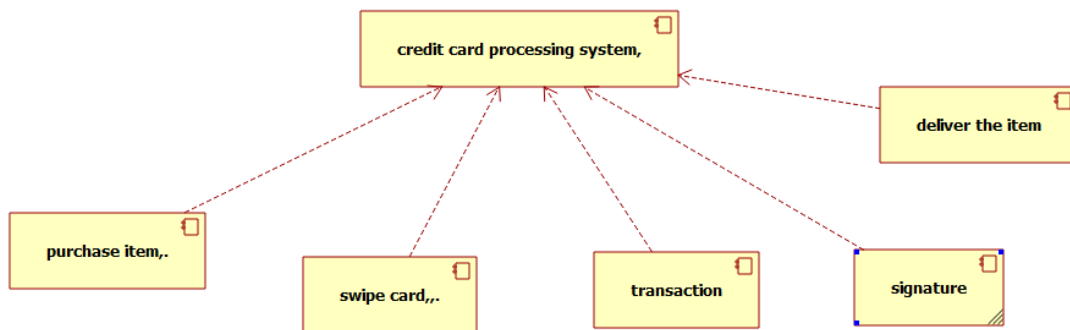 credit card processing system,
deliver the item
purchase item,.
swipe card,,.
transaction
signature